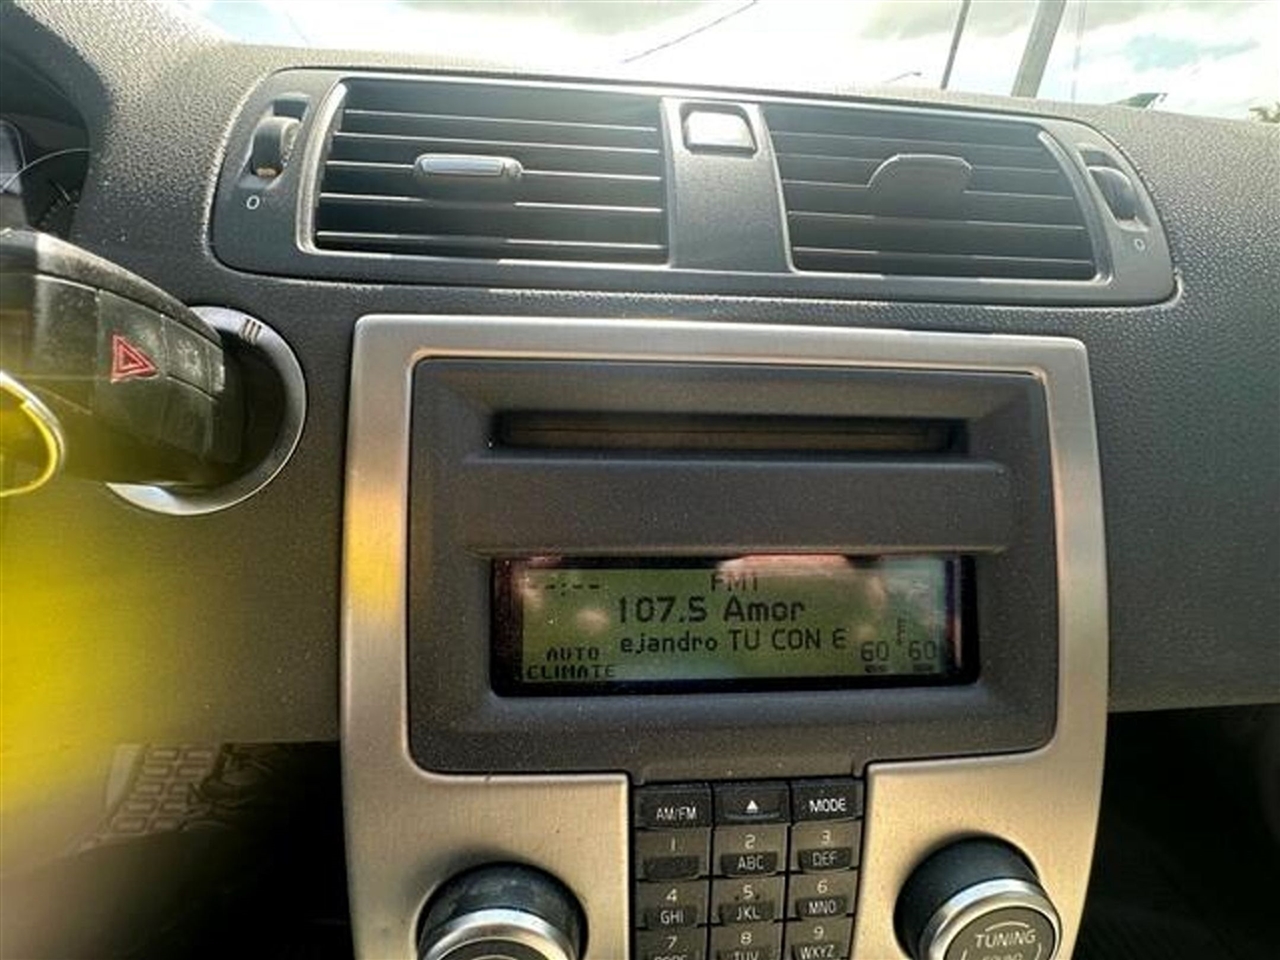 --:-- FM1
107.5 Amor
ejandro TU CON E
AUTO
CLIMATE
60 °F 60
AM/FM MODE
1 2 3
ABC DEF
4 5 6
GHI JKL MNO
7 8 9
WXYZ
TUNING